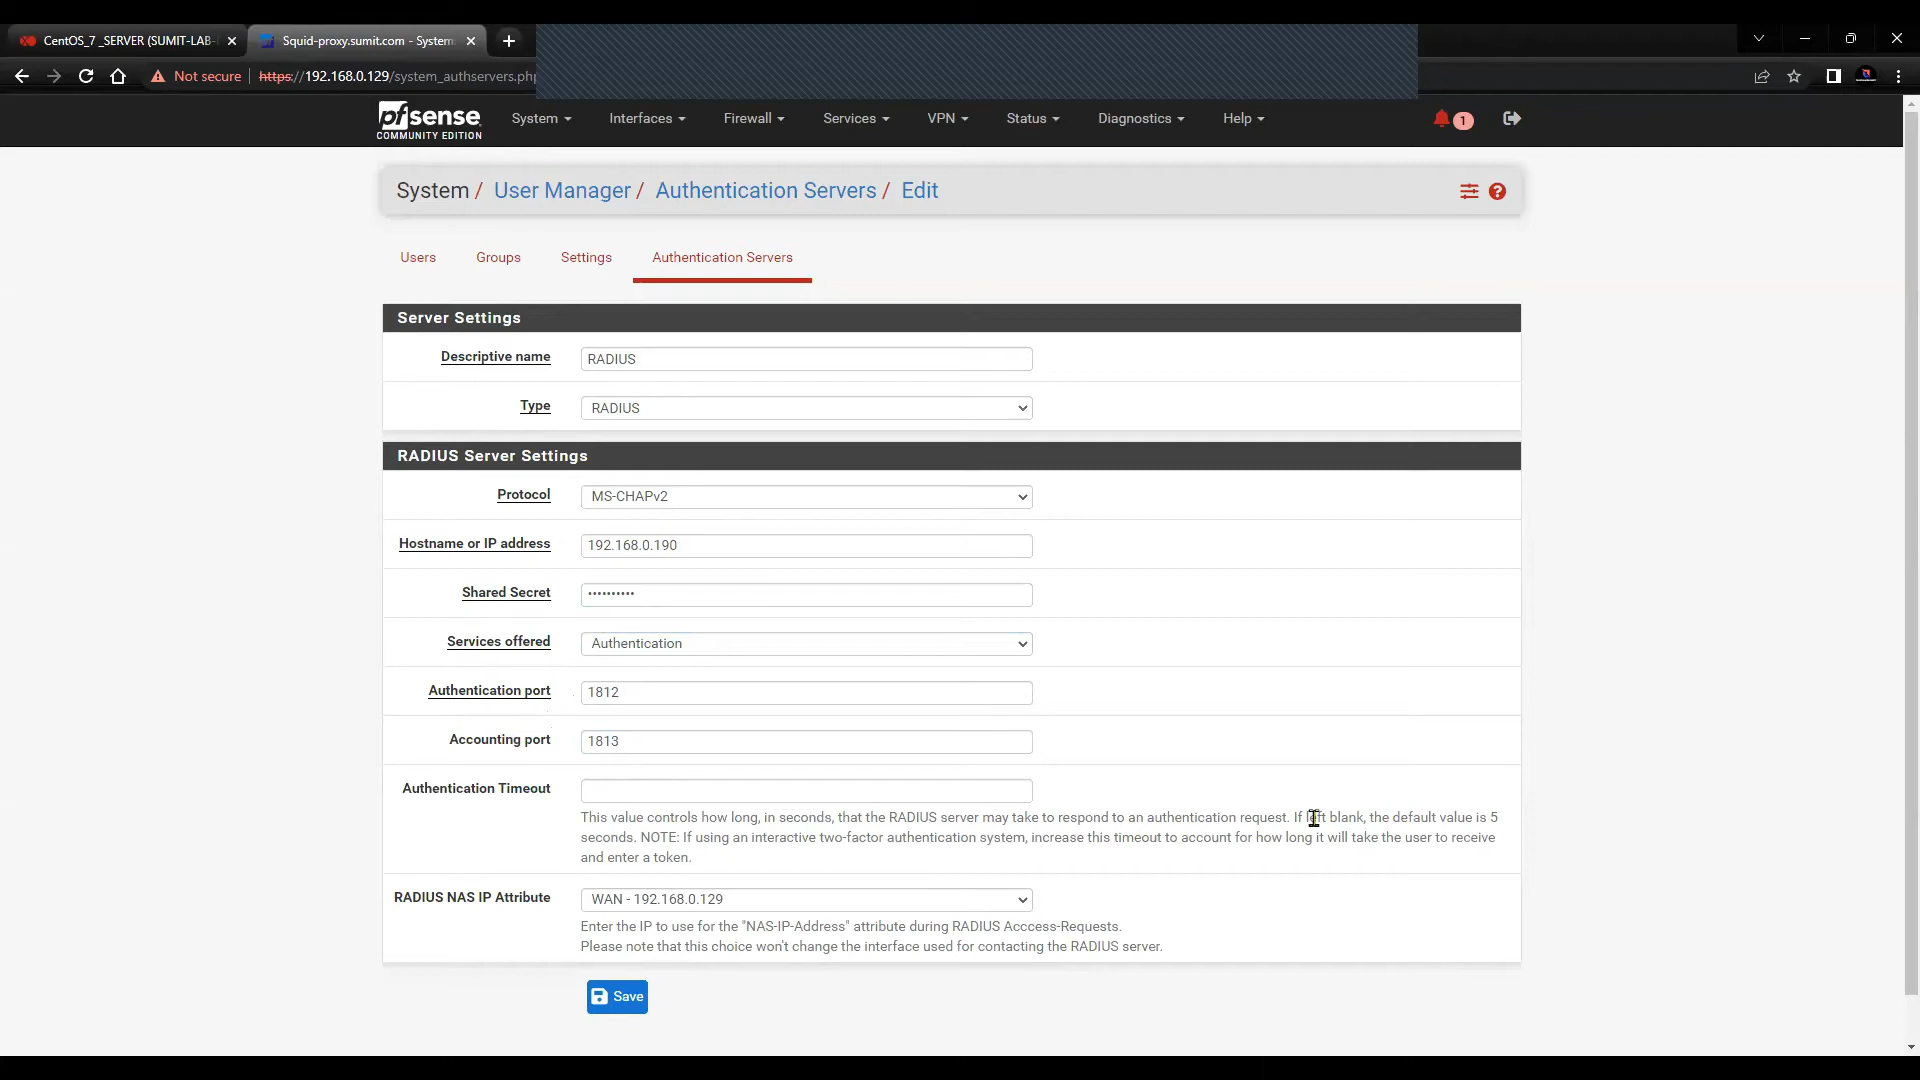 CentOS_7 _SERVER (SUMIT-LAB-
Squid-proxy.sumit.com - System:
Not secure
https://192.168.0.129/system_authservers.php
pfsense
COMMUNITY EDITION
System
Interfaces
Firewall
Services
VPN
Status
Diagnostics
Help
1
System / User Manager / Authentication Servers / Edit
Users
Groups
Settings
Authentication Servers
Server Settings
Descriptive name
RADIUS
Type
RADIUS
RADIUS Server Settings
Protocol
MS-CHAPv2
Hostname or IP address
192.168.0.190
Shared Secret
••••••••••
Services offered
Authentication
Authentication port
1812
Accounting port
1813
Authentication Timeout
This value controls how long, in seconds, that the RADIUS server may take to respond to an authentication request. If left blank, the default value is 5
seconds. NOTE: If using an interactive two-factor authentication system, increase this timeout to account for how long it will take the user to receive
and enter a token.
RADIUS NAS IP Attribute
WAN - 192.168.0.129
Enter the IP to use for the "NAS-IP-Address" attribute during RADIUS Acccess-Requests.
Please note that this choice won't change the interface used for contacting the RADIUS server.
Save